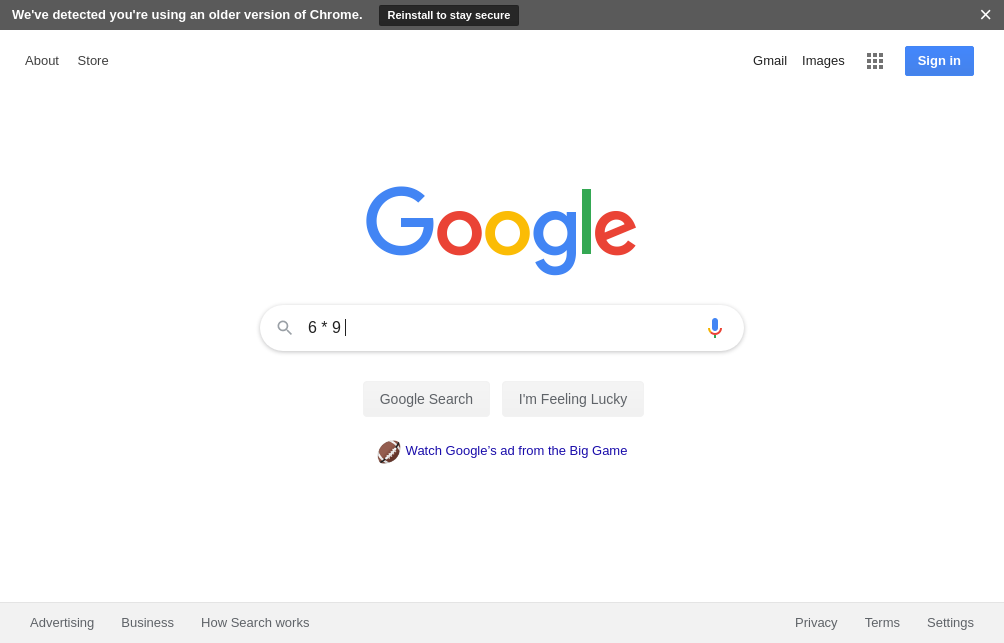 We've detected you're using an older version of Chrome. Reinstall to stay secure
About Store Gmail Images Sign in
Google
6 * 9
Google Search I'm Feeling Lucky
Watch Google's ad from the Big Game
Advertising Business How Search works Privacy Terms Settings